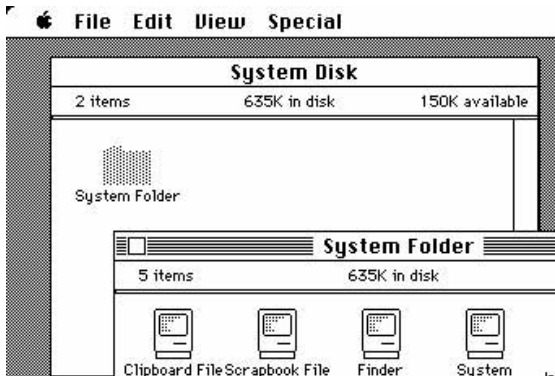 File Edit View Special
System Disk
2 items 635K in disk 150K available
System Folder
System Folder
5 items 635K in disk
Clipboard File Scrapbook File Finder System